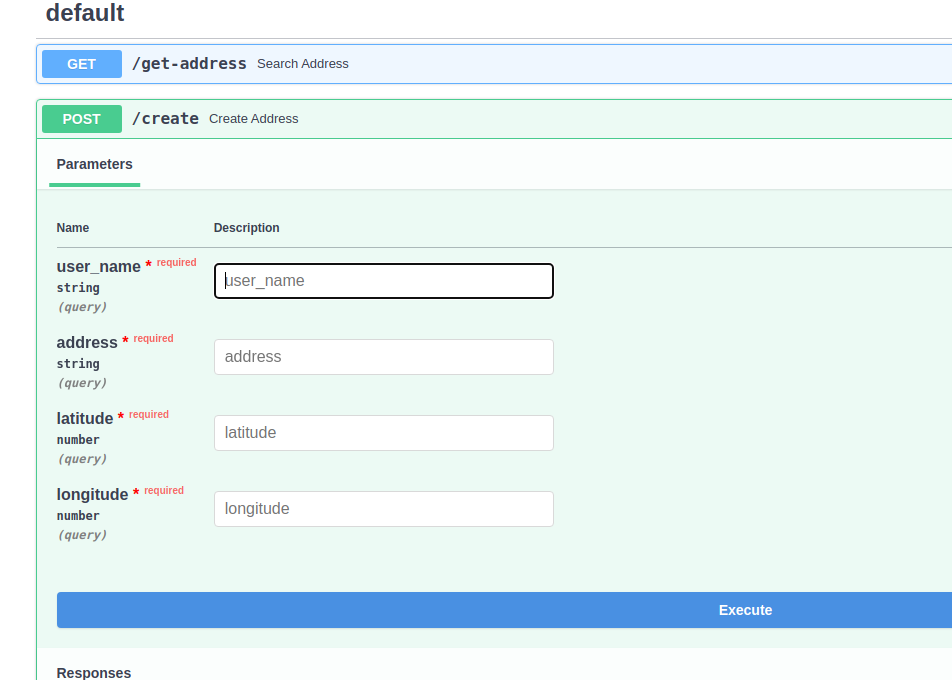 default
GET /get-address Search Address
POST /create Create Address
Parameters
Name Description
user_name * required
string
(query)
user_name
address * required
string
(query)
address
latitude * required
number
(query)
latitude
longitude * required
number
(query)
longitude
Execute
Responses